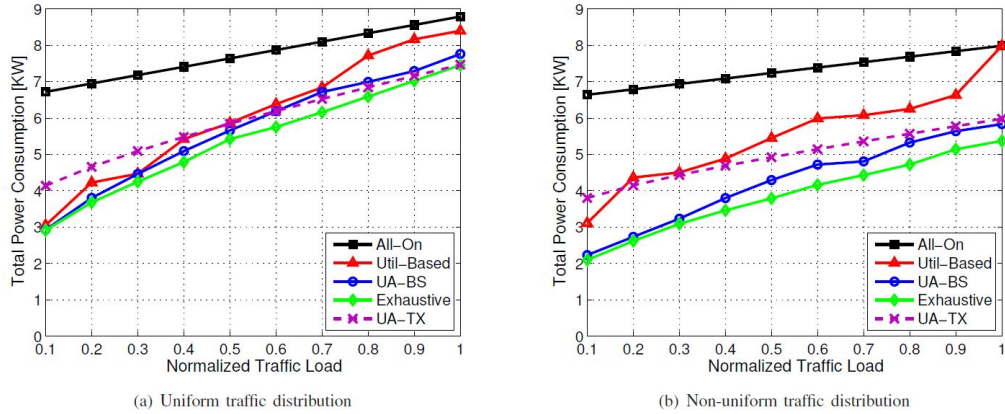 9
8
7
6
5
4
3
2
1
0
Total Power Consumption [KW]
0.1 0.2 0.3 0.4 0.5 0.6 0.7 0.8 0.9 1
Normalized Traffic Load
All-On
Util-Based
UA-BS
Exhaustive
UA-TX
(a) Uniform traffic distribution
9
8
7
6
5
4
3
2
1
0
Total Power Consumption [KW]
0.1 0.2 0.3 0.4 0.5 0.6 0.7 0.8 0.9 1
Normalized Traffic Load
All-On
Util-Based
UA-BS
Exhaustive
UA-TX
(b) Non-uniform traffic distribution